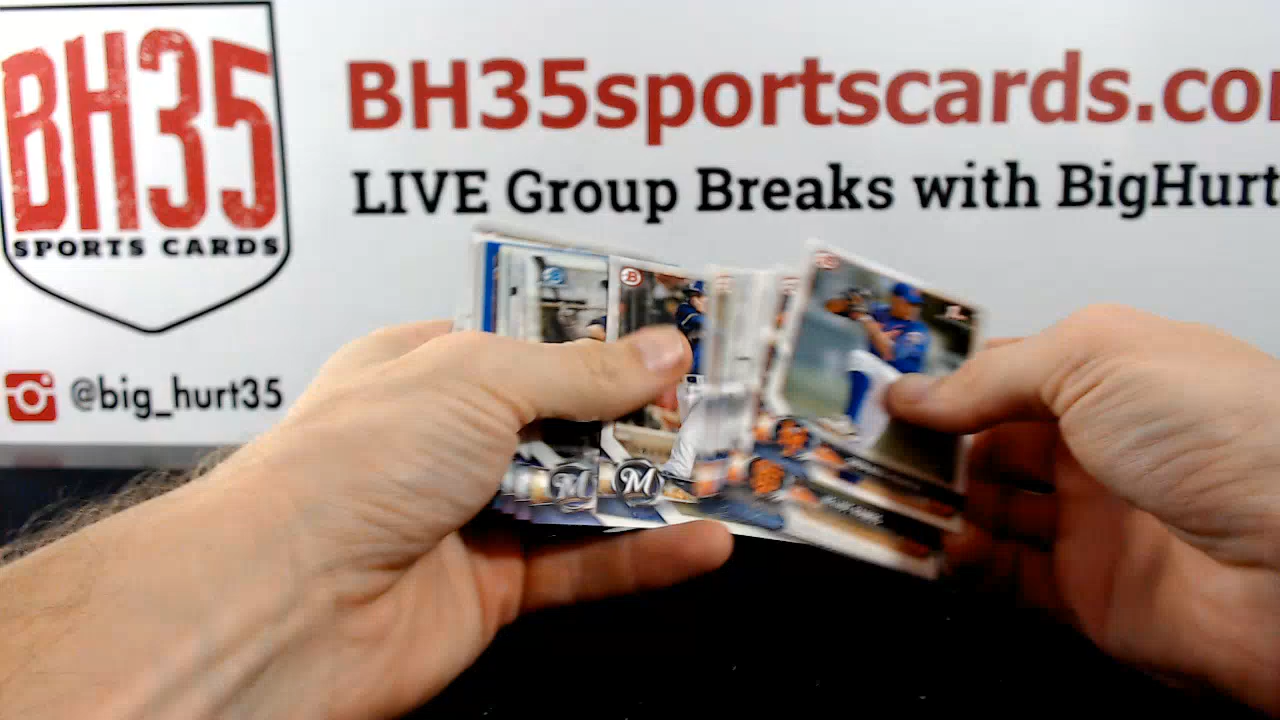 BH35
SPORTS CARDS
BH35sportscards.co
LIVE Group Breaks with BigHurt
@big_hurt35
B
M
M